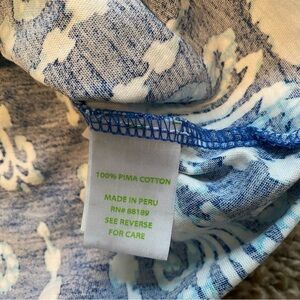 100% PIMA COTTON
MADE IN PERU
RN# 88189
SEE REVERSE
FOR CARE